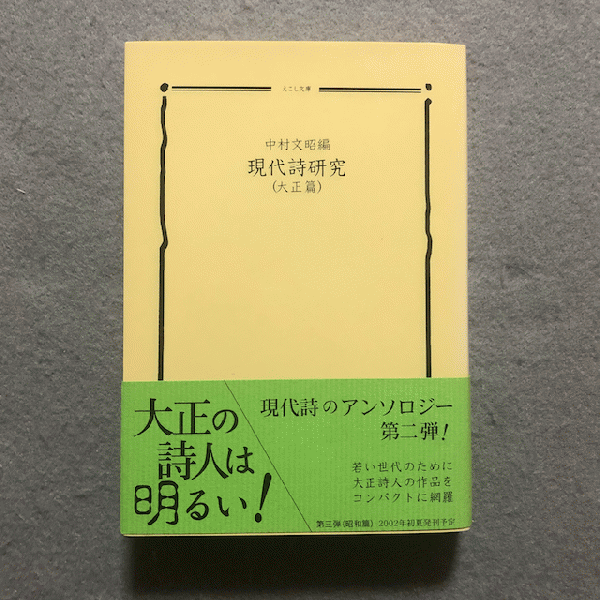 えこし文庫
中村文昭編
現代詩研究
(大正篇)
大正の
詩人は
明るい!
現代詩のアンソロジー
第二弾!
若い世代のために
大正詩人の作品を
コンパクトに網羅
第三弾(昭和篇) 2002年初夏発刊予定